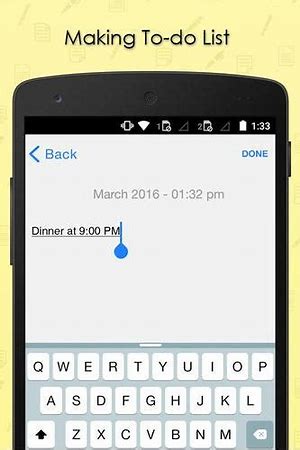 Making To-do List
1 2 1:33
Back DONE
March 2016 - 01:32 pm
Dinner at 9:00 PM
Q W E R T Y U I O P
A S D F G H J K L
Z X C V B N M